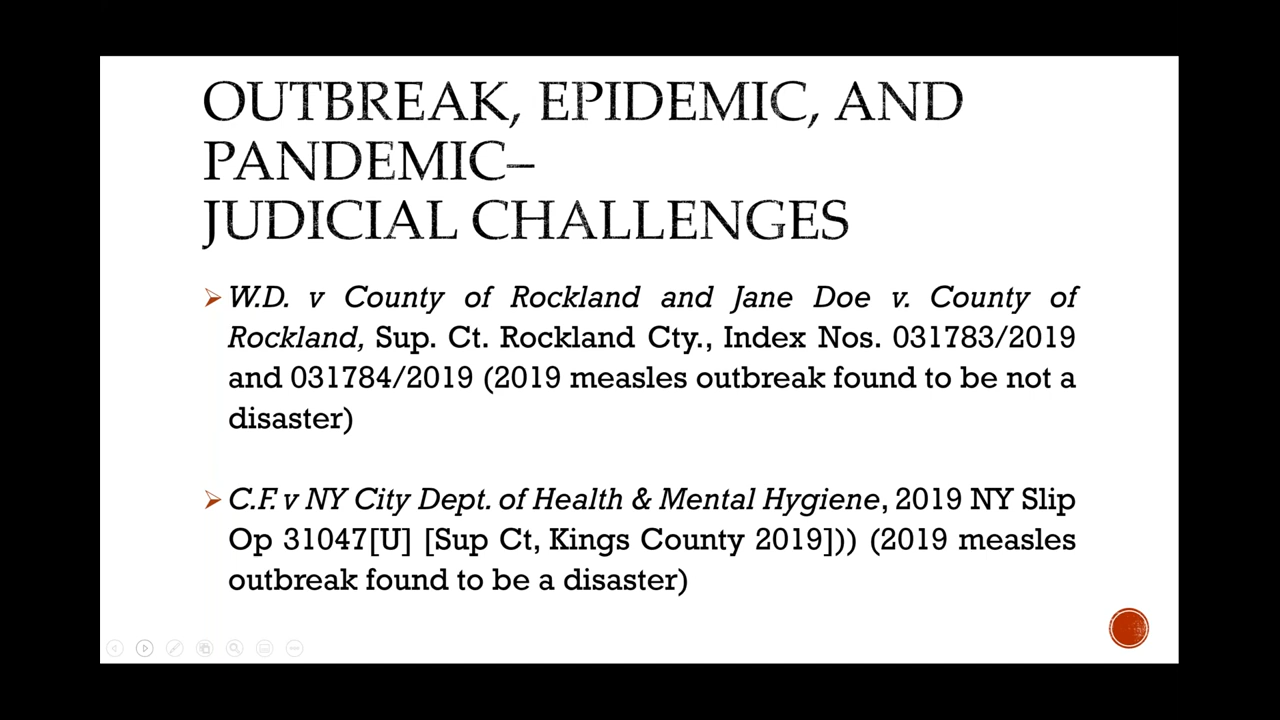 OUTBREAK, EPIDEMIC, AND
PANDEMIC–
JUDICIAL CHALLENGES
W.D. v County of Rockland and Jane Doe v. County of
Rockland, Sup. Ct. Rockland Cty., Index Nos. 031783/2019
and 031784/2019 (2019 measles outbreak found to be not a
disaster)
C.F. v NY City Dept. of Health & Mental Hygiene, 2019 NY Slip
Op 31047[U] [Sup Ct, Kings County 2019])) (2019 measles
outbreak found to be a disaster)